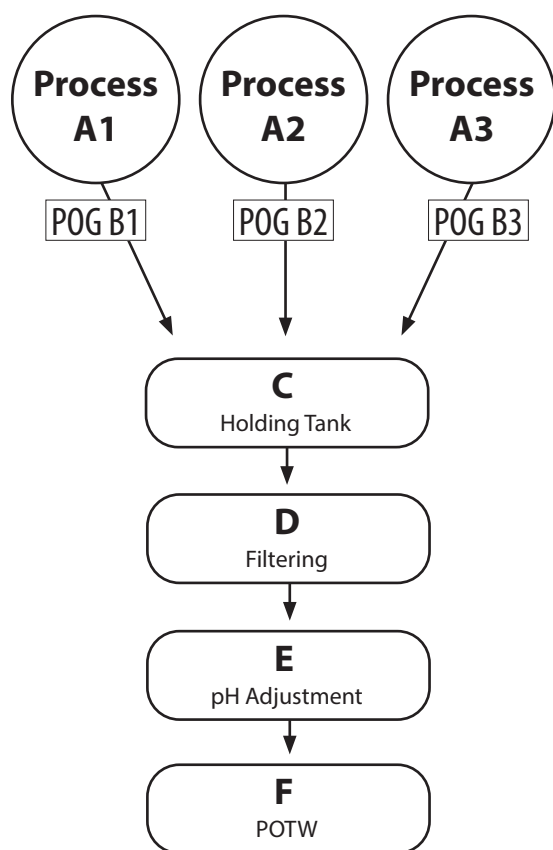 Process
A1
Process
A2
Process
A3
POG B1
POG B2
POG B3
C
Holding Tank
D
Filtering
E
pH Adjustment
F
POTW